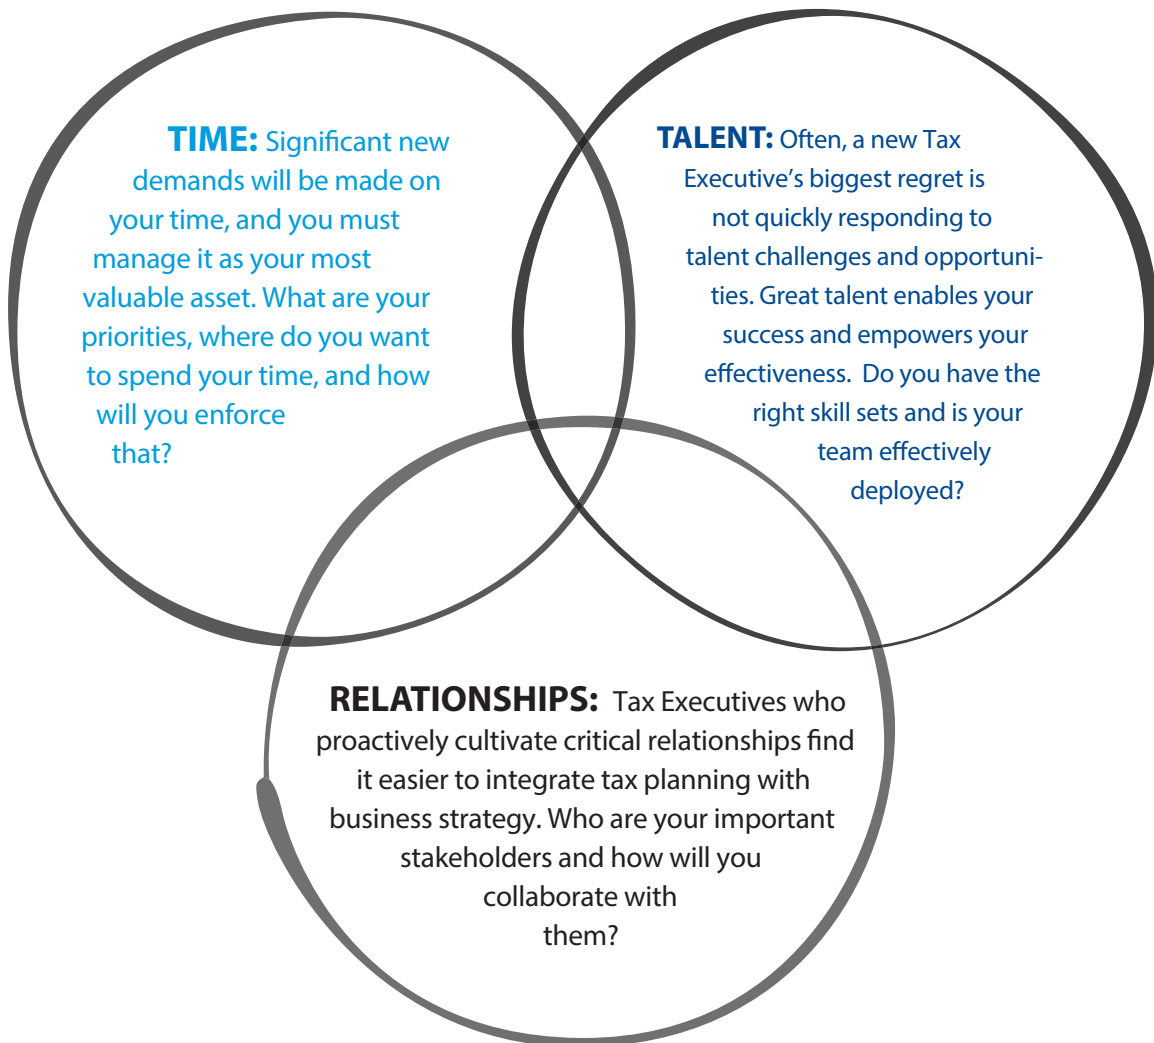 TIME: Significant new
demands will be made on
your time, and you must
manage it as your most
valuable asset. What are your
priorities, where do you want
to spend your time, and how
will you enforce
that?
TALENT: Often, a new Tax
Executive’s biggest regret is
not quickly responding to
talent challenges and opportuni-
ties. Great talent enables your
success and empowers your
effectiveness.  Do you have the
right skill sets and is your
team effectively
deployed?
RELATIONSHIPS:  Tax Executives who
proactively cultivate critical relationships find
it easier to integrate tax planning with
business strategy. Who are your important
stakeholders and how will you
collaborate with
them?